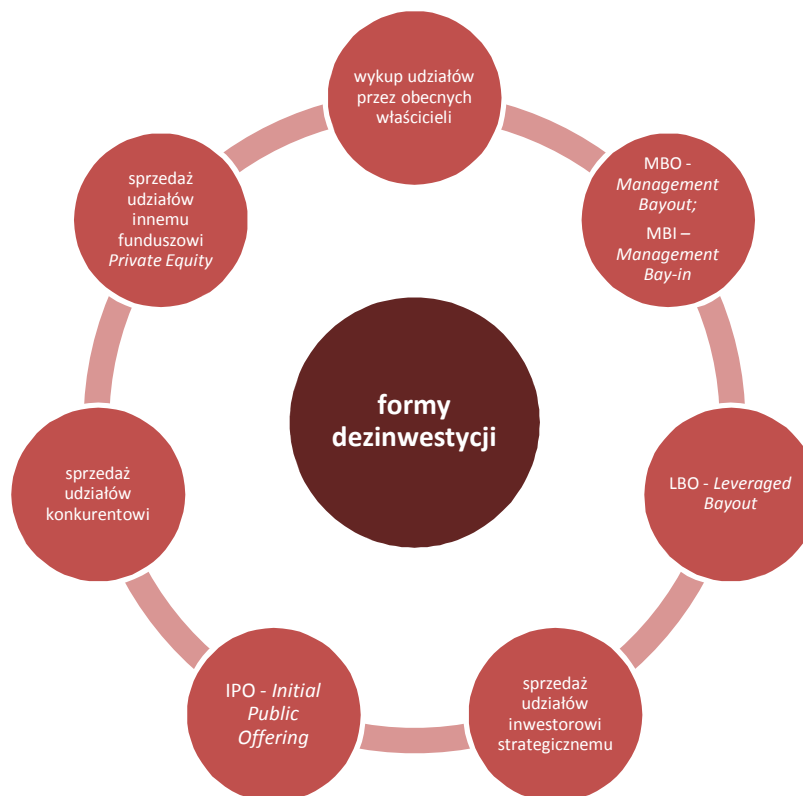 wykup udziałów
przez obecnych
właścicieli
MBO -
Management
Bayout;
MBI –
Management
Bay-in
LBO - Leveraged
Bayout
sprzedaż
udziałów
inwestorowi
strategicznemu
IPO - Initial
Public
Offering
sprzedaż
udziałów
konkurentowi
sprzedaż
udziałów
innemu
funduszowi
Private Equity
formy
dezinwestycji